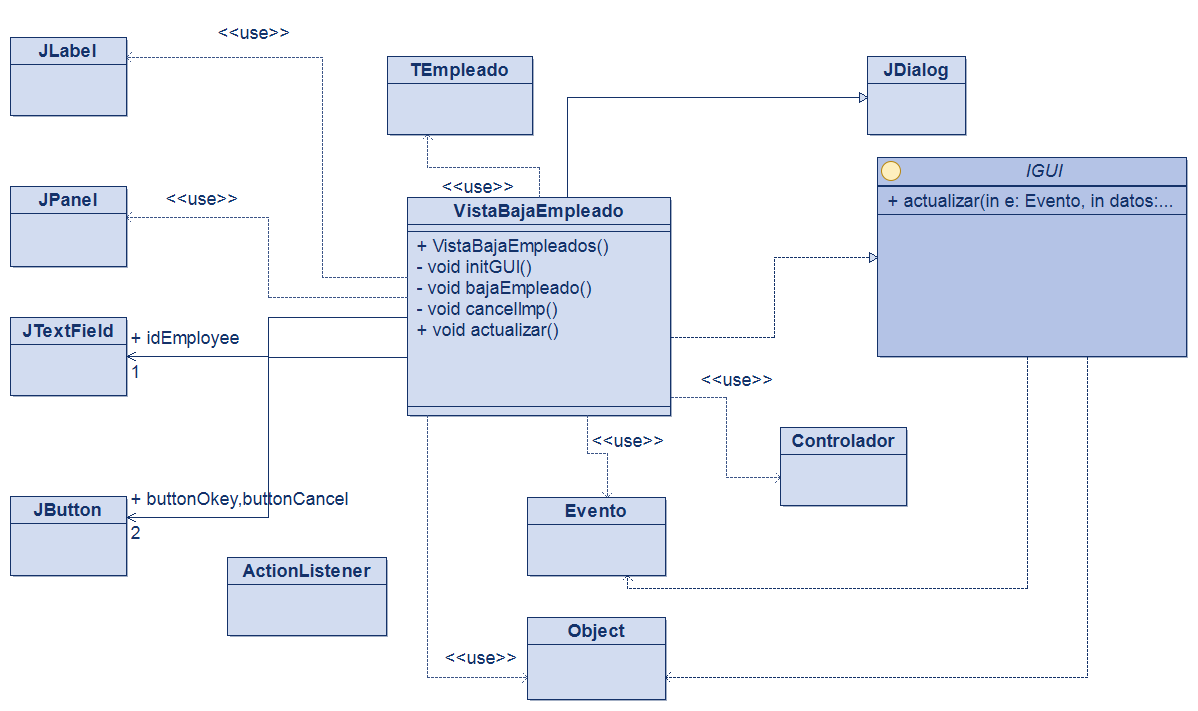 <<use>>
JLabel
TEmpleado
JDialog
IGUI
+ actualizar(in e: Evento, in datos:...
JPanel
<<use>>
<<use>>
VistaBajaEmpleado
+ VistaBajaEmpleados()
- void initGUI()
- void bajaEmpleado()
- void cancelImp()
+ void actualizar()
JTextField
+ idEmployee
1
<<use>>
<<use>>
Controlador
JButton
+ buttonOkey,buttonCancel
2
Evento
ActionListener
Object
<<use>>